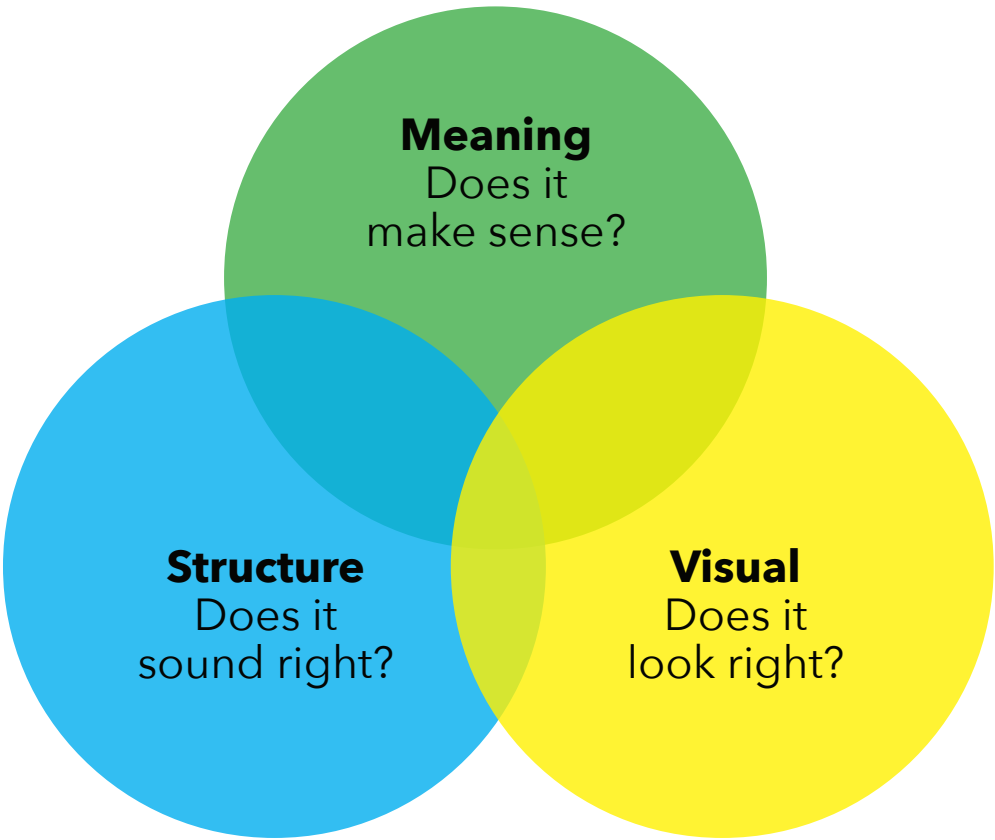 Meaning
Does it
make sense?
Structure
Does it
sound right?
Visual
Does it
look right?